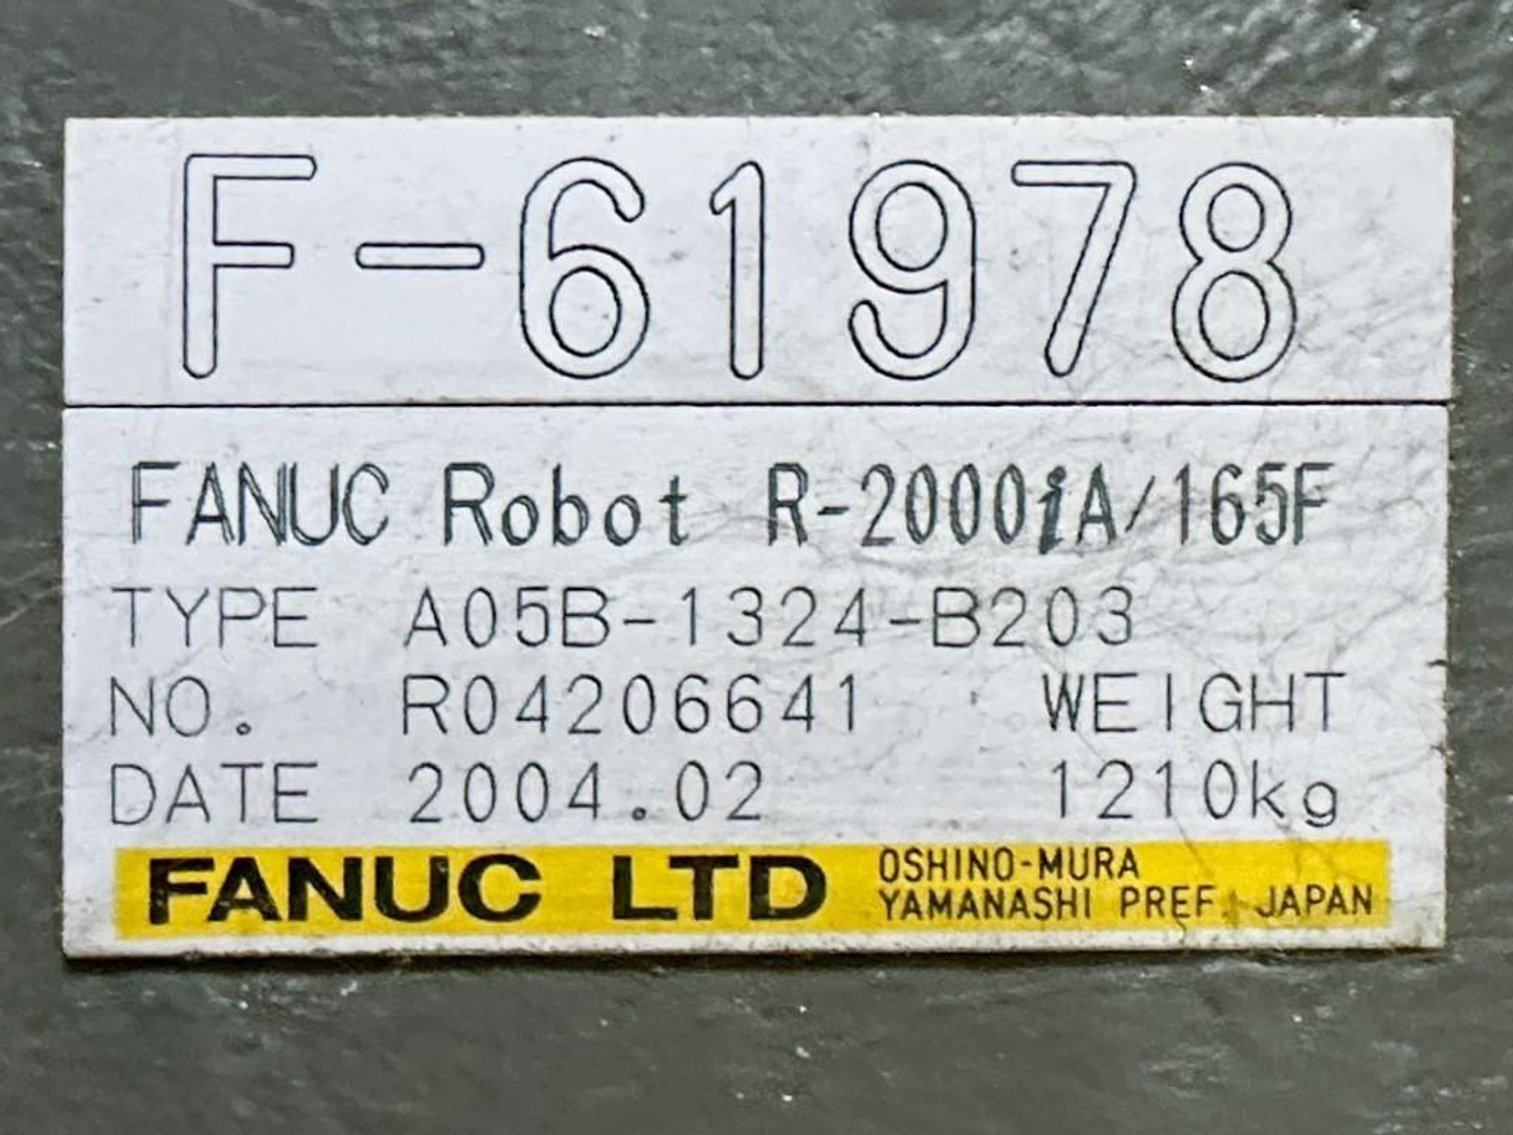 F-61978
FANUC Robot R-2000iA/165F
TYPE A05B-1324-B203
NO. R04206641 WEIGHT
DATE 2004.02 1210kg
FANUC LTD OSHINO-MURA
YAMANASHI PREF. JAPAN